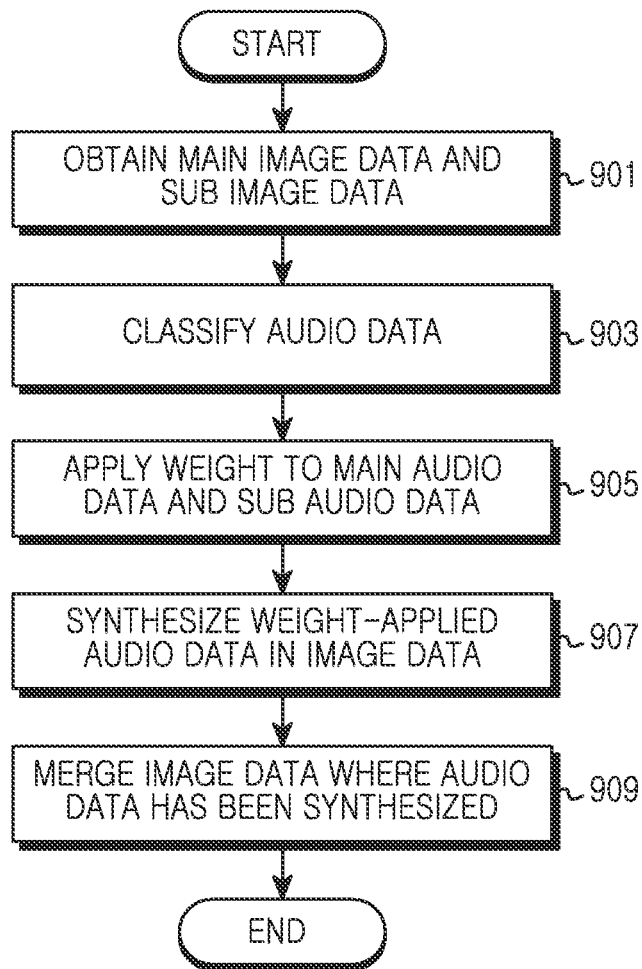 START
OBTAIN MAIN IMAGE DATA AND
SUB IMAGE DATA
901
CLASSIFY AUDIO DATA
903
APPLY WEIGHT TO MAIN AUDIO
DATA AND SUB AUDIO DATA
905
SYNTHESIZE WEIGHT-APPLIED
AUDIO DATA IN IMAGE DATA
907
MERGE IMAGE DATA WHERE AUDIO
DATA HAS BEEN SYNTHESIZED
909
END